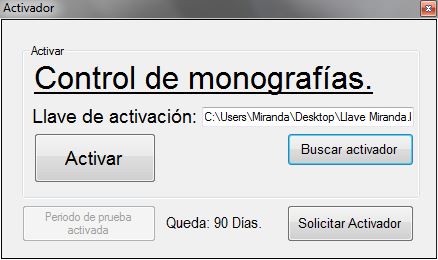 Activador
Activar
Control de monografías.
Llave de activación: C:\Users\Miranda\Desktop\Llave Miranda.l
Activar
Buscar activador
Periodo de prueba
activada
Queda: 90 Días.
Solicitar Activador